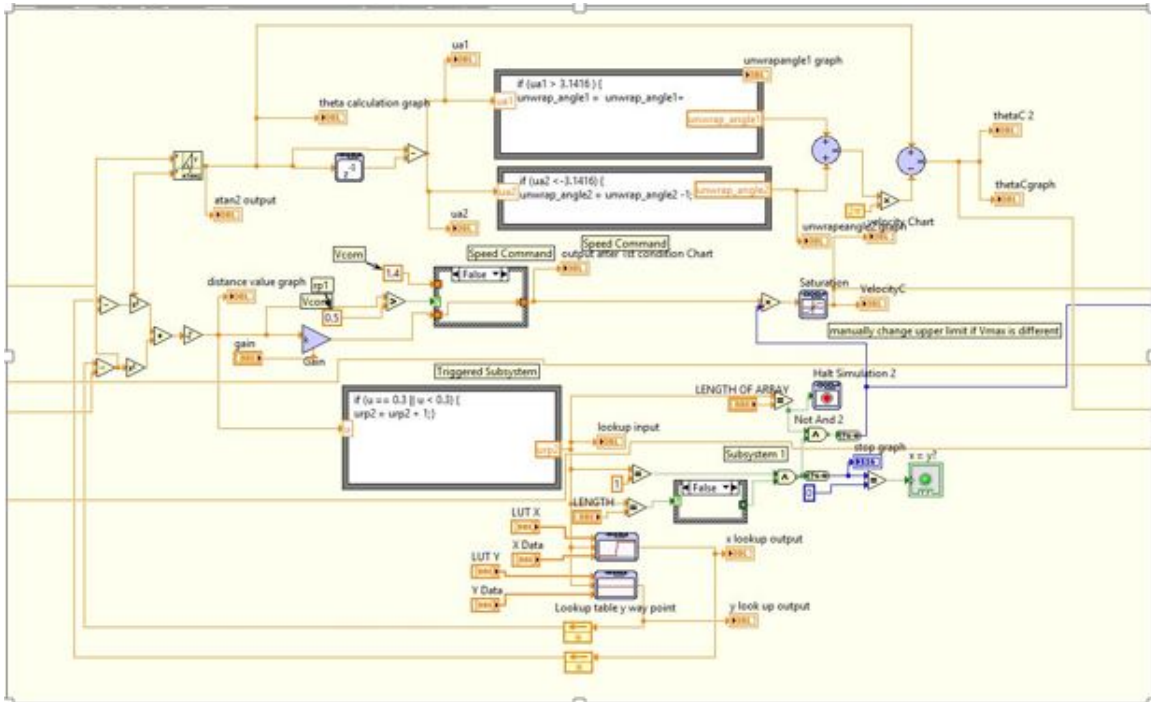 ua1
unwrapangle1 graph
if (ua1 > 3.1416 ) {
unwrap_angle1 = unwrap_angle1+
ua1
unwrap_angle1
theta calculation graph
thetaC 2
ATAN2
if (ua2 <-3.1416) {
unwrap_angle2 = unwrap_angle2 -1;
ua2
unwrap_angle2
atan2 output
ua2
thetaCgraph
velocity Chart
unwrapeangle2 graph
Speed Command
Speed Command
output after 1st condition Chart
Vcom
1.4
False
distance value graph
rp1
Vcom
0.5
Saturation
VelocityC
manually change upper limit if Vmax is different
gain
Gain
Triggered Subsystem
if (u == 0.3 || u < 0.3) {
urp2 = urp2 + 1;}
u
urp2
LENGTH OF ARRAY
Halt Simulation 2
Not And 2
lookup input
Subsystem 1
stop graph
x = y?
1
False
0
LENGTH
LUT X
X Data
x lookup output
LUT Y
Y Data
Lookup table y way point
y look up output